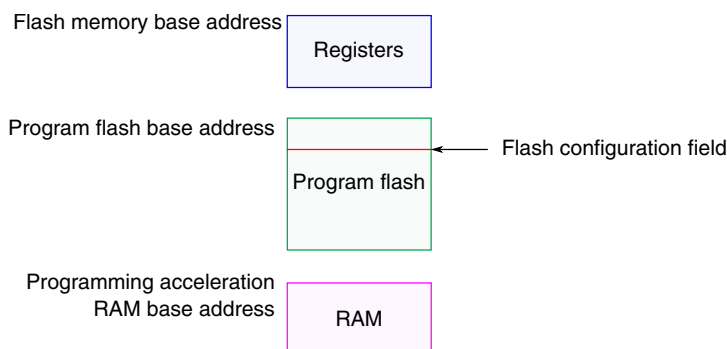 Flash memory base address
Registers
Program flash base address
Flash configuration field
Program flash
Programming acceleration
RAM base address
RAM